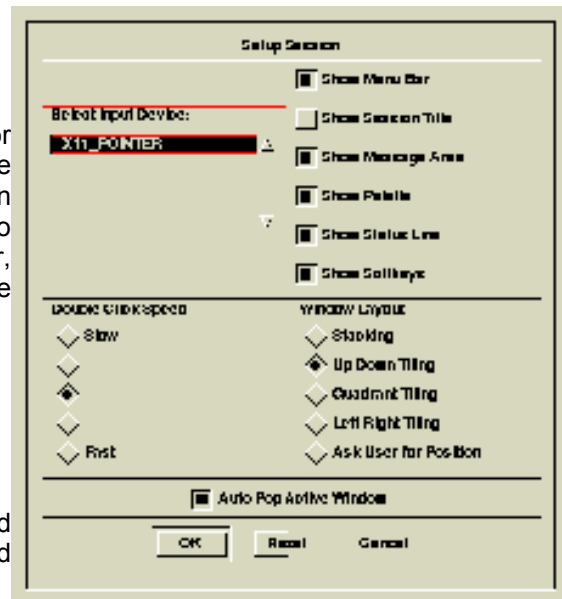 Setup Session
Show Menu Bar
Select Input Device:
Show Session Title
X11_POINTER
Show Message Area
Show Palette
Show Status Line
Show Softkeys
Double Click Speed
Window Layout
Slow
Stacking
Up Down Tiling
Quadrant Tiling
Left Right Tiling
Fast
Ask User for Position
Auto Pop Active Window
OK
Reset
Cancel